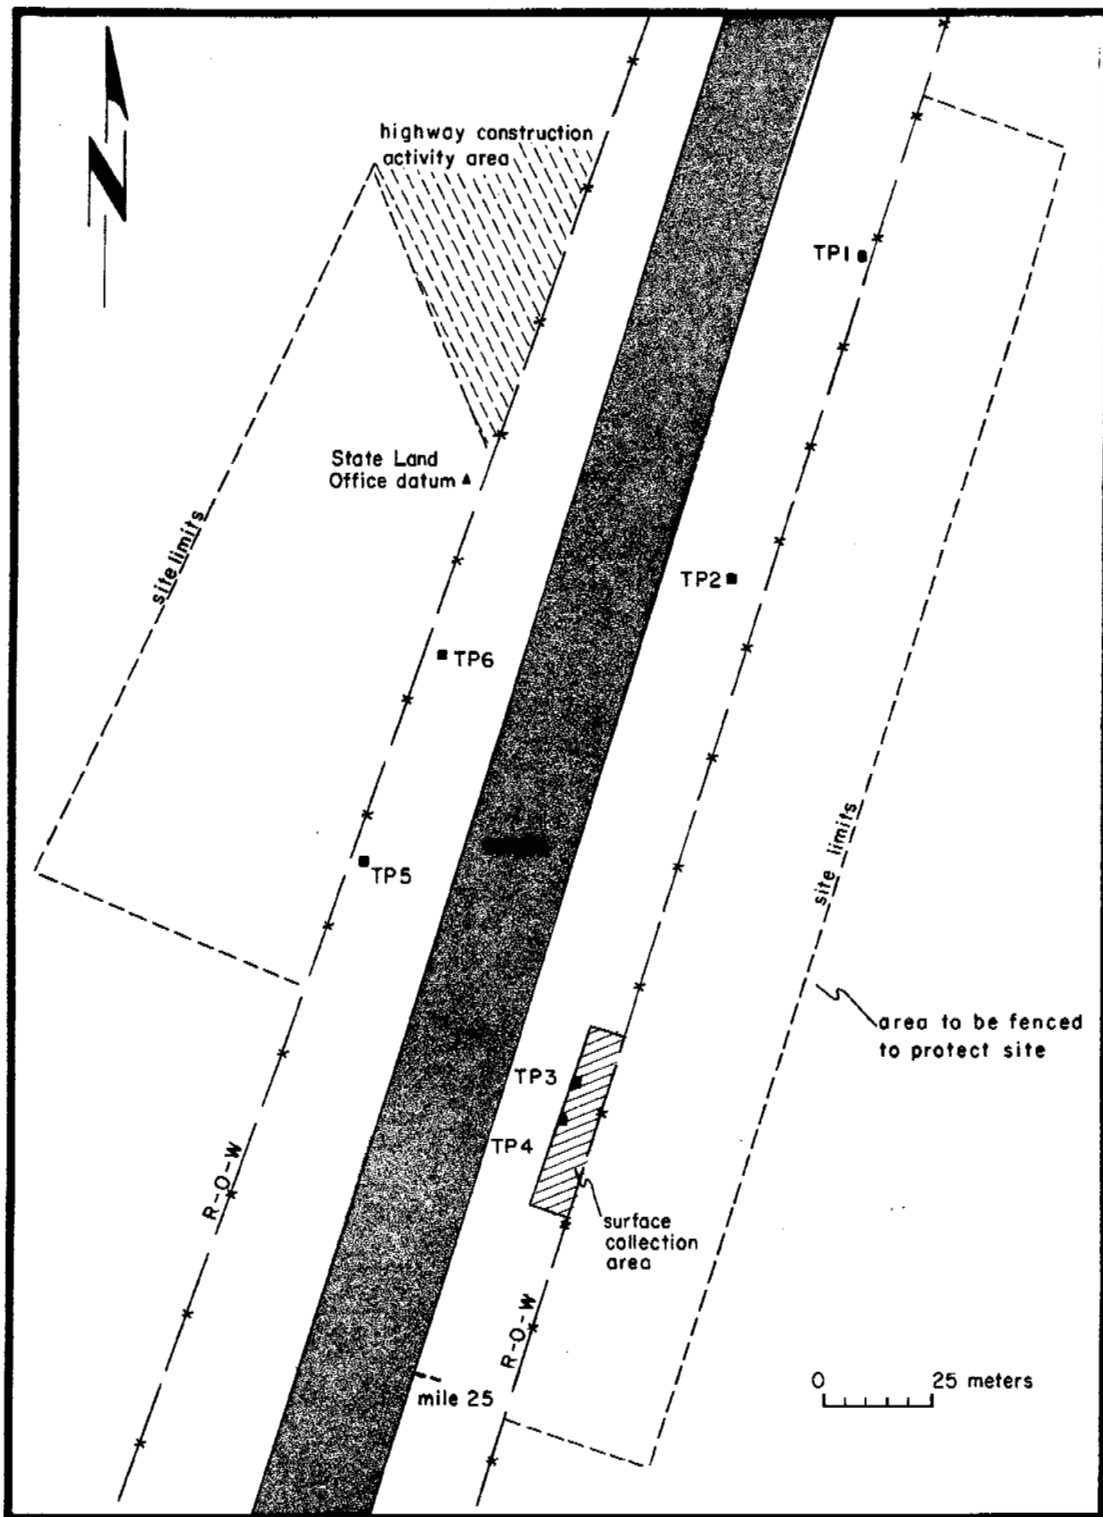 highway construction
activity area
TP1
State Land
Office datum
site limits
TP2
TP6
TP5
site limits
area to be fenced
to protect site
TP3
TP4
R-O-W
surface
collection
area
R-O-W
mile 25
0 25 meters
N